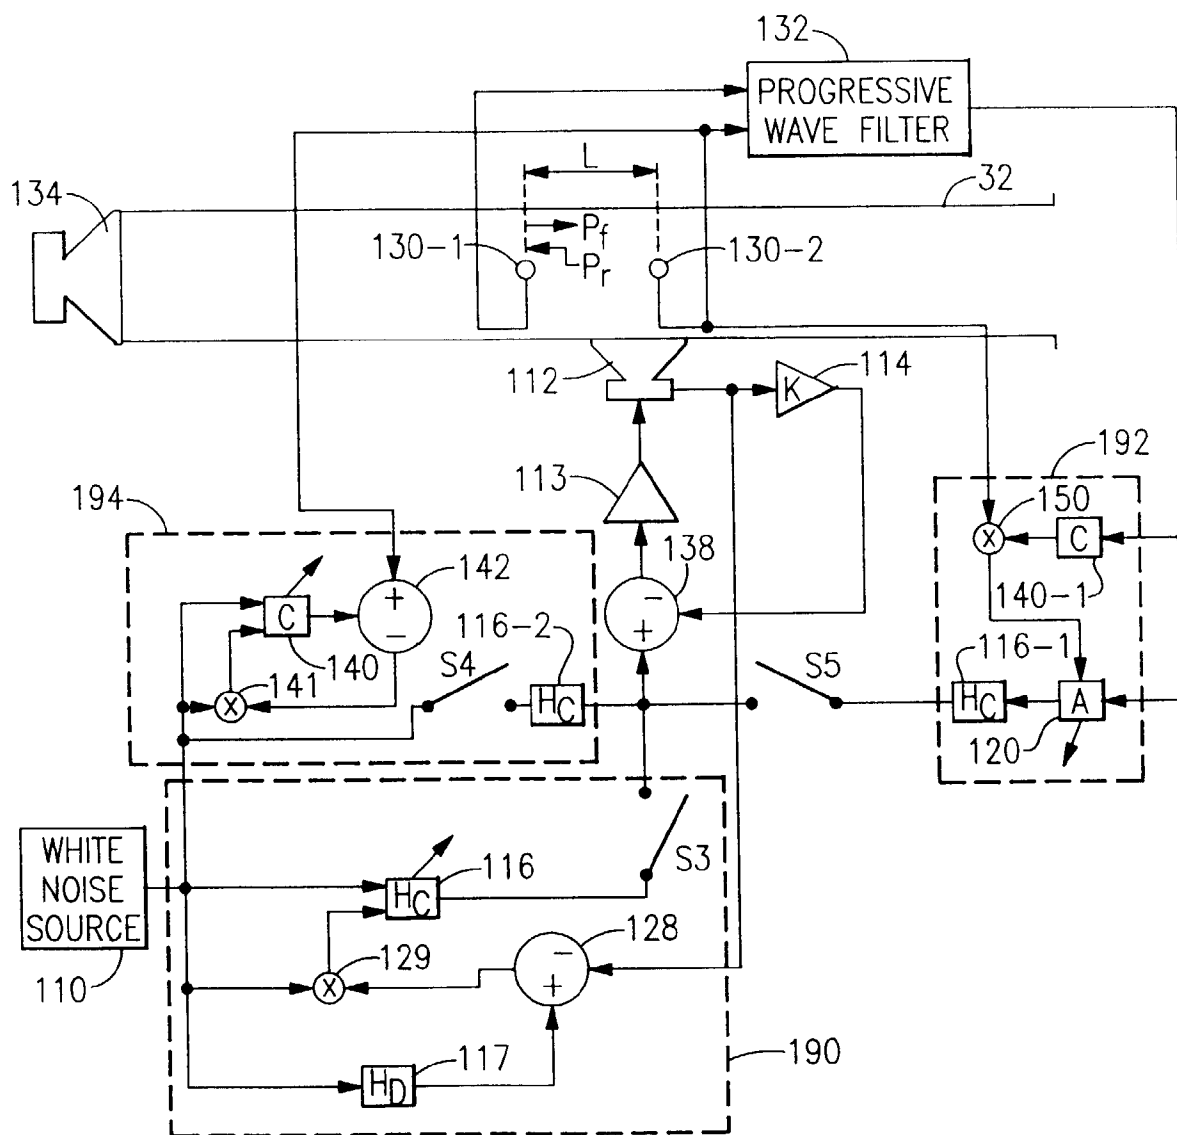 132
PROGRESSIVE
WAVE FILTER
L
32
134
Pf
130-1
130-2
Pr
112
114
K
192
113
150
194
X
C
142
138
+
-
140-1
C
-
116-2
116-1
140
S4
+
S5
141
X
HC
HC
A
120
WHITE
NOISE
SOURCE
S3
116
HC
128
-
129
+
X
110
117
190
HD